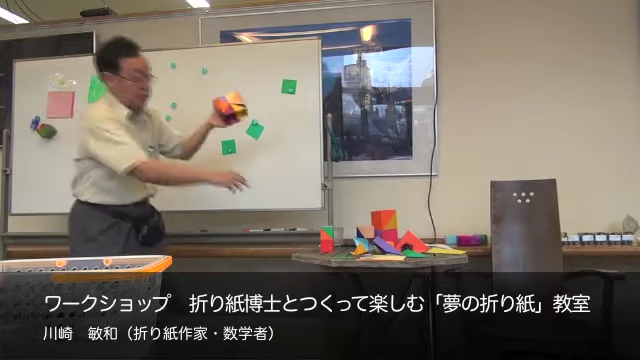 ワークショップ　折り紙博士とつくって楽しむ「夢の折り紙」教室
川崎　敏和（折り紙作家・数学者）